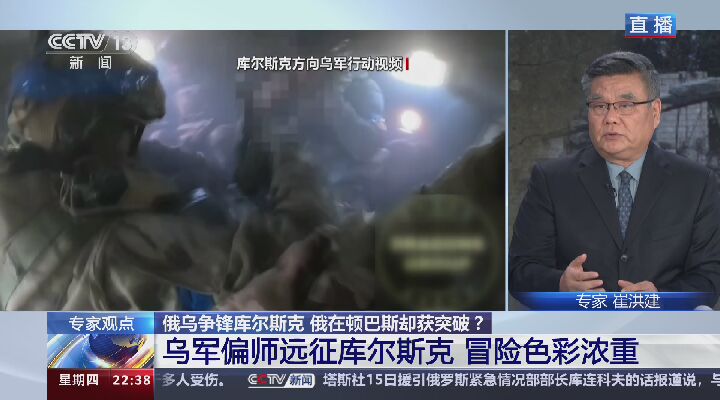 CCTV 13
新闻
直播
库尔斯克方向乌军行动视频
专家 崔洪建
专家观点
俄乌争锋库尔斯克 俄在顿巴斯却获突破？
乌军偏师远征库尔斯克 冒险色彩浓重
星期四 22:38
多人受伤。 CCTV 新闻 塔斯社15日援引俄罗斯紧急情况部部长库连科夫的话报道说，与